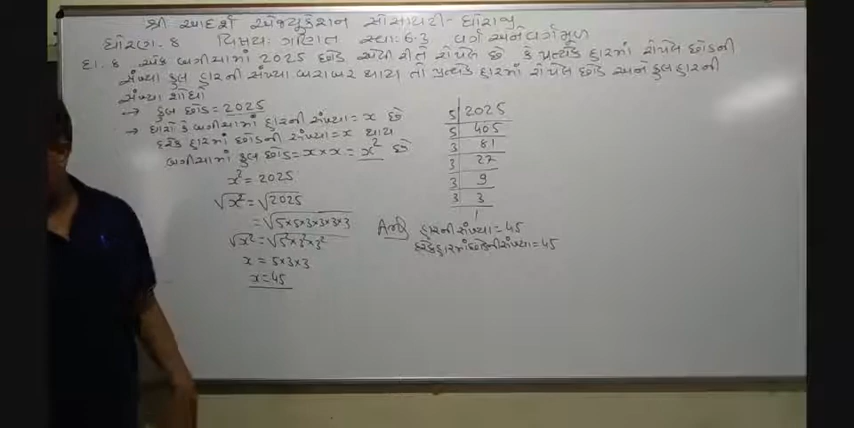 શ્રી આદર્શ એજ્યુકેશન સોસાયટી - ધોરાજી
ધોરણ. ૪ વિષય: ગણિત સ્વા: 6.3 વર્ગ અને વર્ગમૂળ
દા. ૪ એક બગીચામાં 2025 છોડ એવી રીતે રોપેલ છે કે પ્રત્યેક હારમાં રોપેલ છોડની
સંખ્યા કુલ હારની સંખ્યા બરાબર થાય તો પ્રત્યેક હારમાં રોપેલ છોડ અને કુલ હારની
સંખ્યા શોધો
→ કુલ છોડ = 2025
→ ધારો કે બગીચામાં હારની સંખ્યા = x છે
દરેક હારમાં છોડની સંખ્યા = x થાય
બગીચામાં કુલ છોડ = x × x = x² છે
x² = 2025
√x² = √2025
= √5×5×3×3×3×3
√x² = √5²×3²×3²
x = 5×3×3
x = 45
5 2025
5 405
3 81
3 27
3 9
3 3
1
હારની સંખ્યા = 45
દરેક હારમાં છોડની સંખ્યા = 45